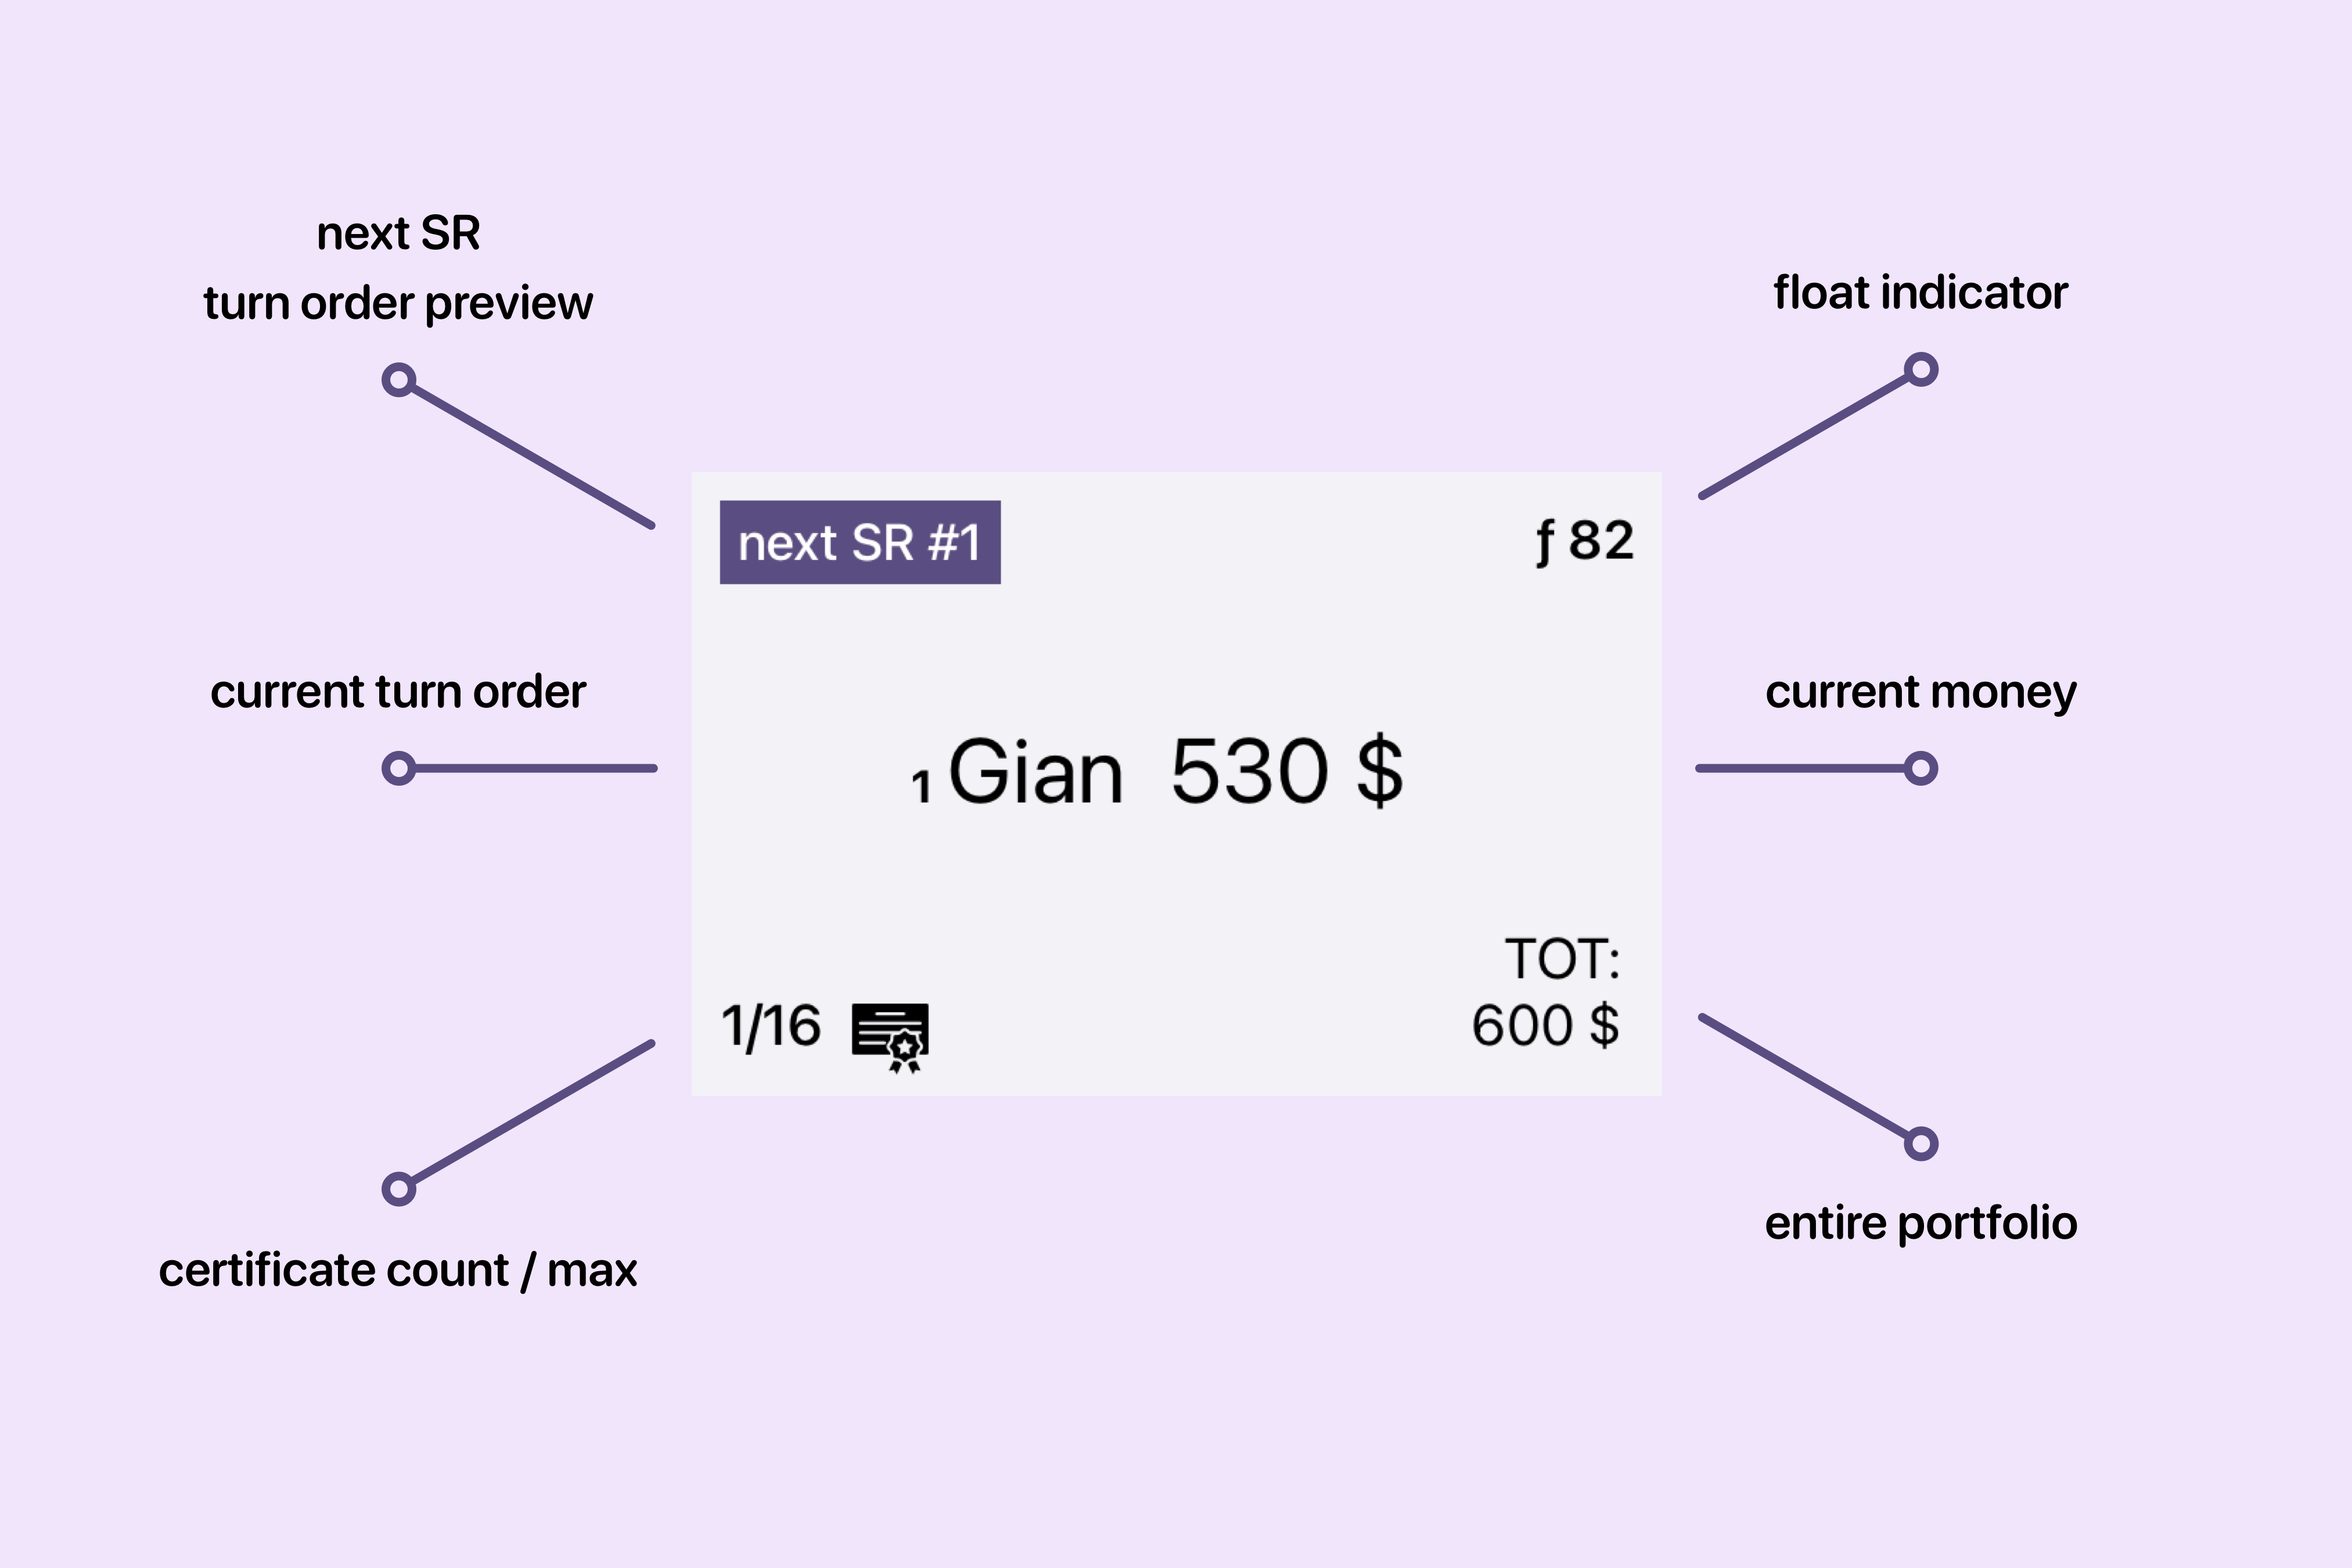 next SR
turn order preview
float indicator
next SR #1
ƒ 82
current turn order
current money
1 Gian 530 $
TOT:
1/16
600 $
entire portfolio
certificate count / max